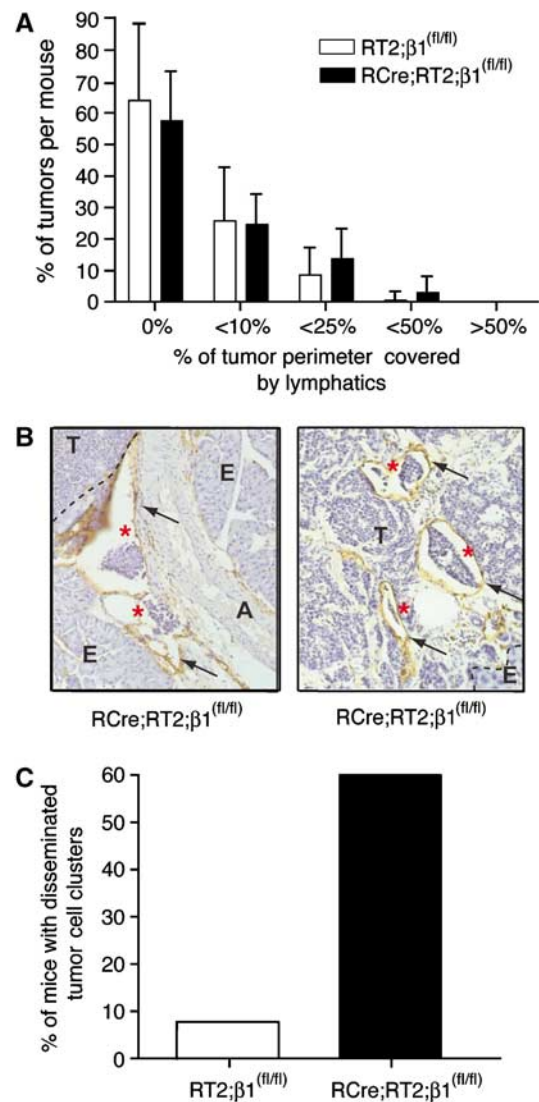 A
% of tumors per mouse
90
80
70
60
50
40
30
20
10
0
RT2;β1(fl/fl)
RCre;RT2;β1(fl/fl)
0% <10% <25% <50% >50%
% of tumor perimeter covered
by lymphatics
B
T
E
*
*
A
E
RCre;RT2;β1(fl/fl)
*
T
*
*
E
RCre;RT2;β1(fl/fl)
C
% of mice with disseminated
tumor cell clusters
60
50
40
30
20
10
0
RT2;β1(fl/fl)
RCre;RT2;β1(fl/fl)